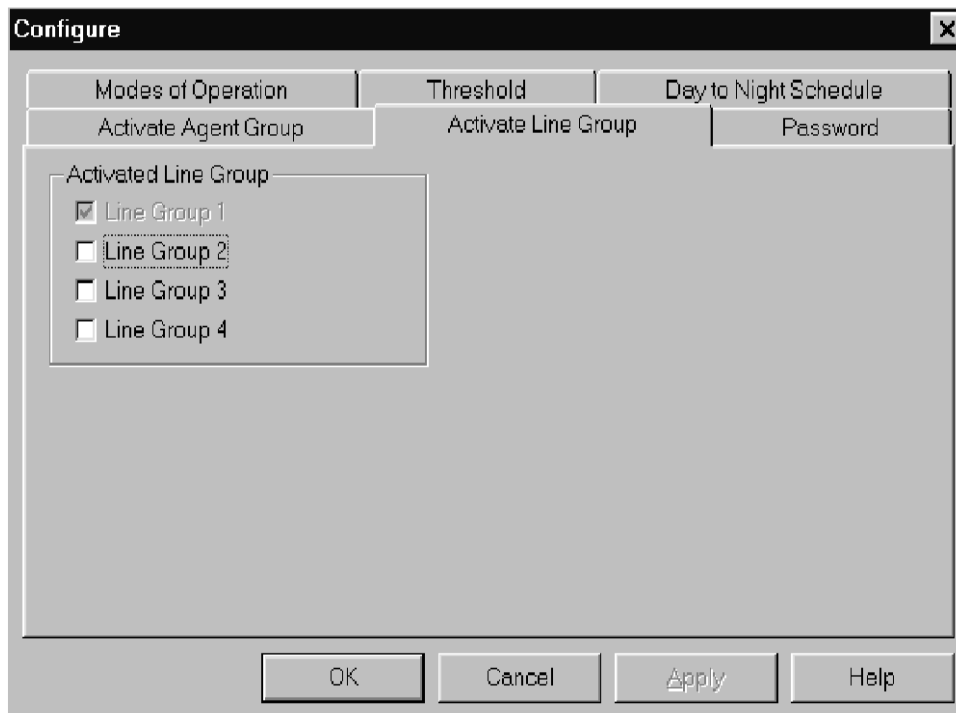 Configure
Modes of Operation Threshold Day to Night Schedule
Activate Agent Group Activate Line Group Password
Activated Line Group
Line Group 1
Line Group 2
Line Group 3
Line Group 4
OK Cancel Apply Help